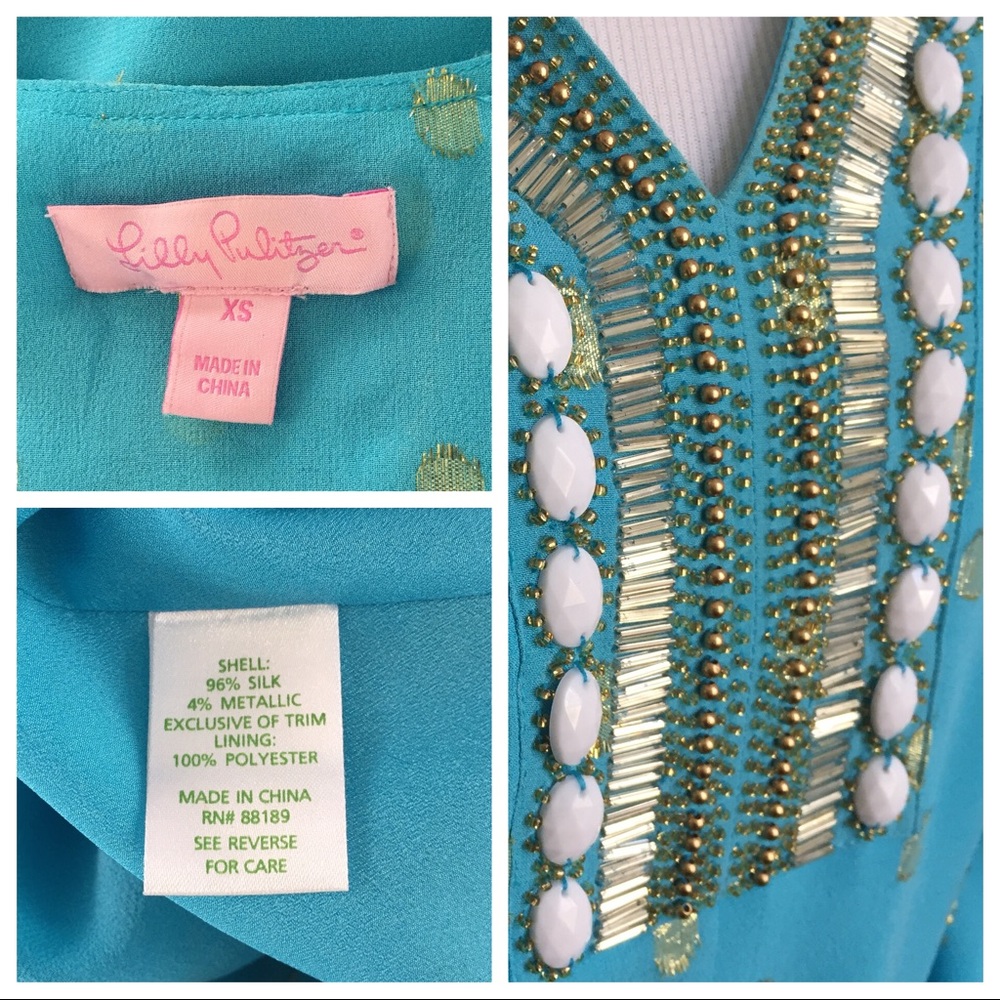 Lilly Pulitzer®
XS
MADE IN
CHINA
SHELL:
96% SILK
4% METALLIC
EXCLUSIVE OF TRIM
LINING:
100% POLYESTER
MADE IN CHINA
RN# 88189
SEE REVERSE
FOR CARE